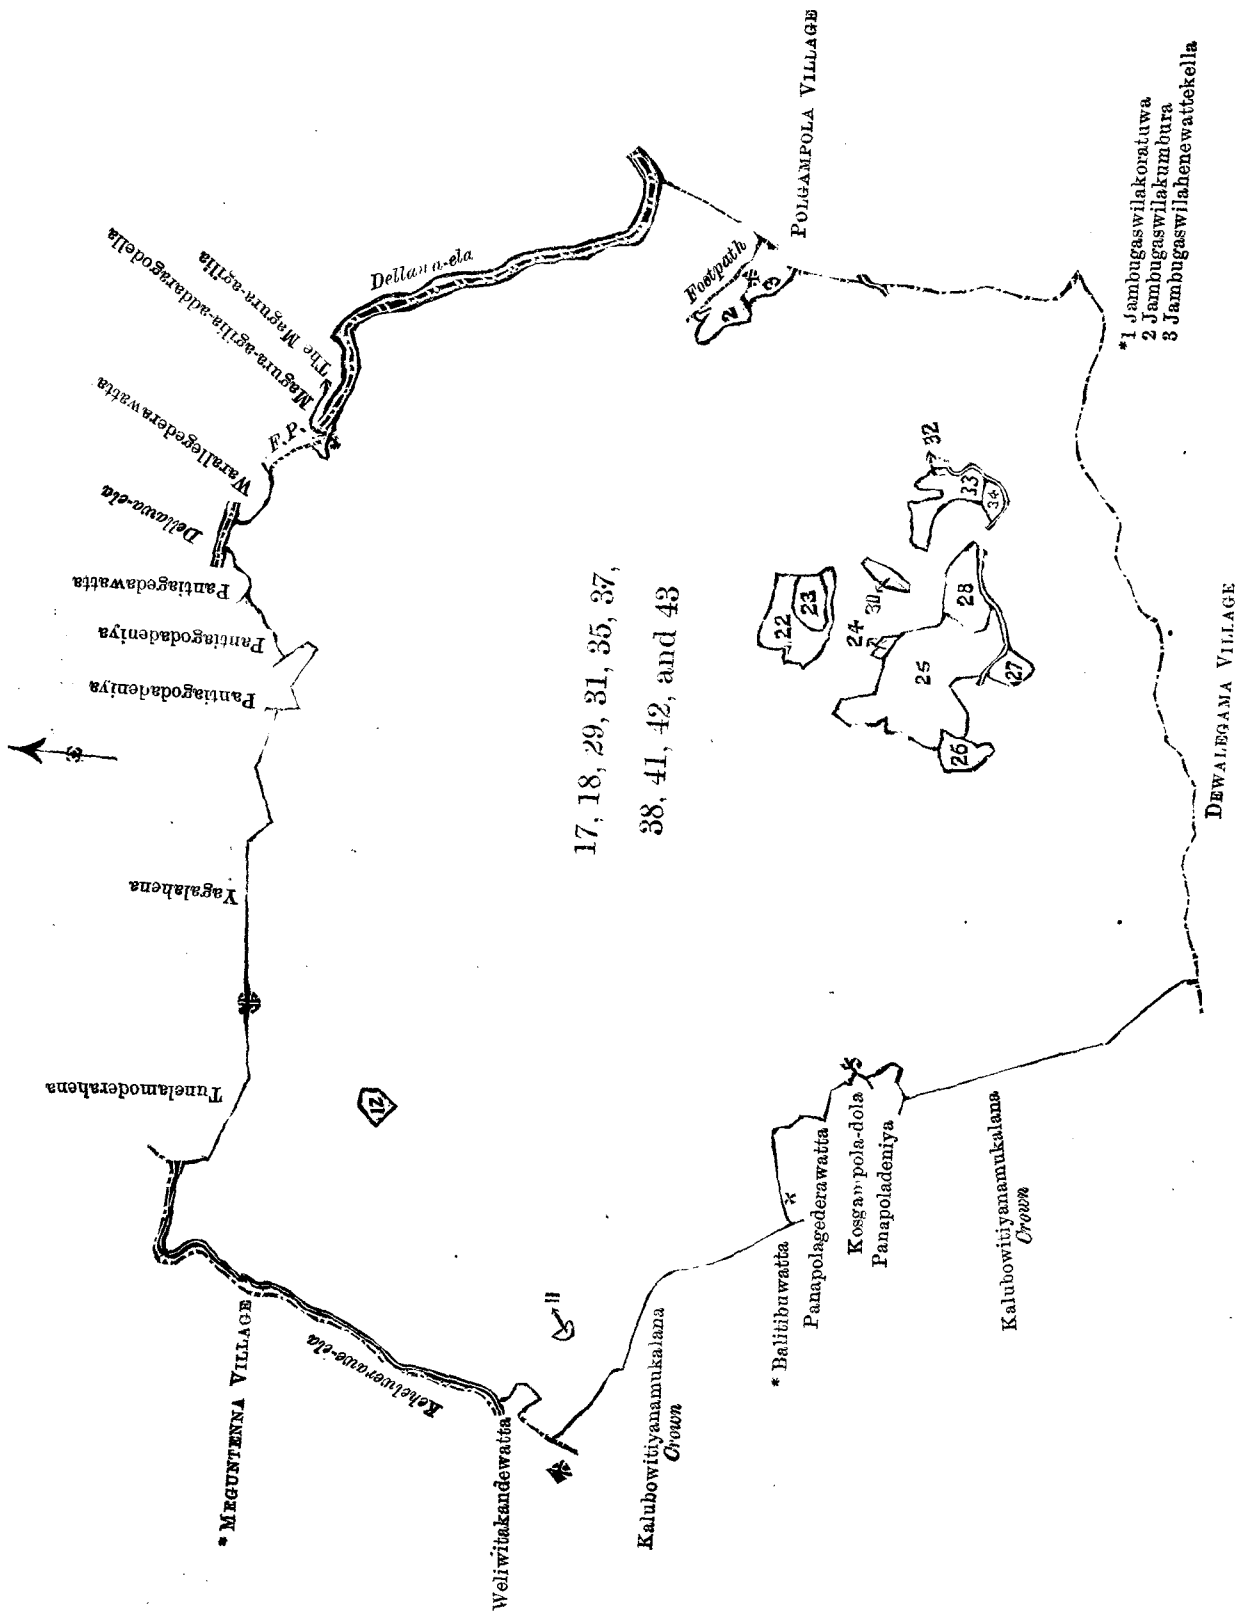 * MEGUNTENNA VILLAGE
Tunelamoderahena
Yagalahena
Pantiagodadeniya
Pantiagodadeniya
Pantiagedawatta
Dellawa-ela
Warallegederawatta
Magura-agilia-addaragodella
The Magura-agilia
F.P.
Dellawa-ela
Kehelwerawe-ela
Weliwitakandewatta
11
12
Kalubowitiyanamukalana
Crown
* Balitibuwatta
Panapolagederawatta
Kosgampola-dola
Panapoladeniya
Kalubowitiyanamukalana
Crown
17, 18, 29, 31, 35, 37,
38, 41, 42, and 43
22
23
24
30
25
26
27
28
32
33
34
Footpath
*
2
3
POLGAMPOLA VILLAGE
DEWALEGAMA VILLAGE
*1 Jambugaswilakoratuwa
2 Jambugaswilakumbura
3 Jambugaswilahenewattekella